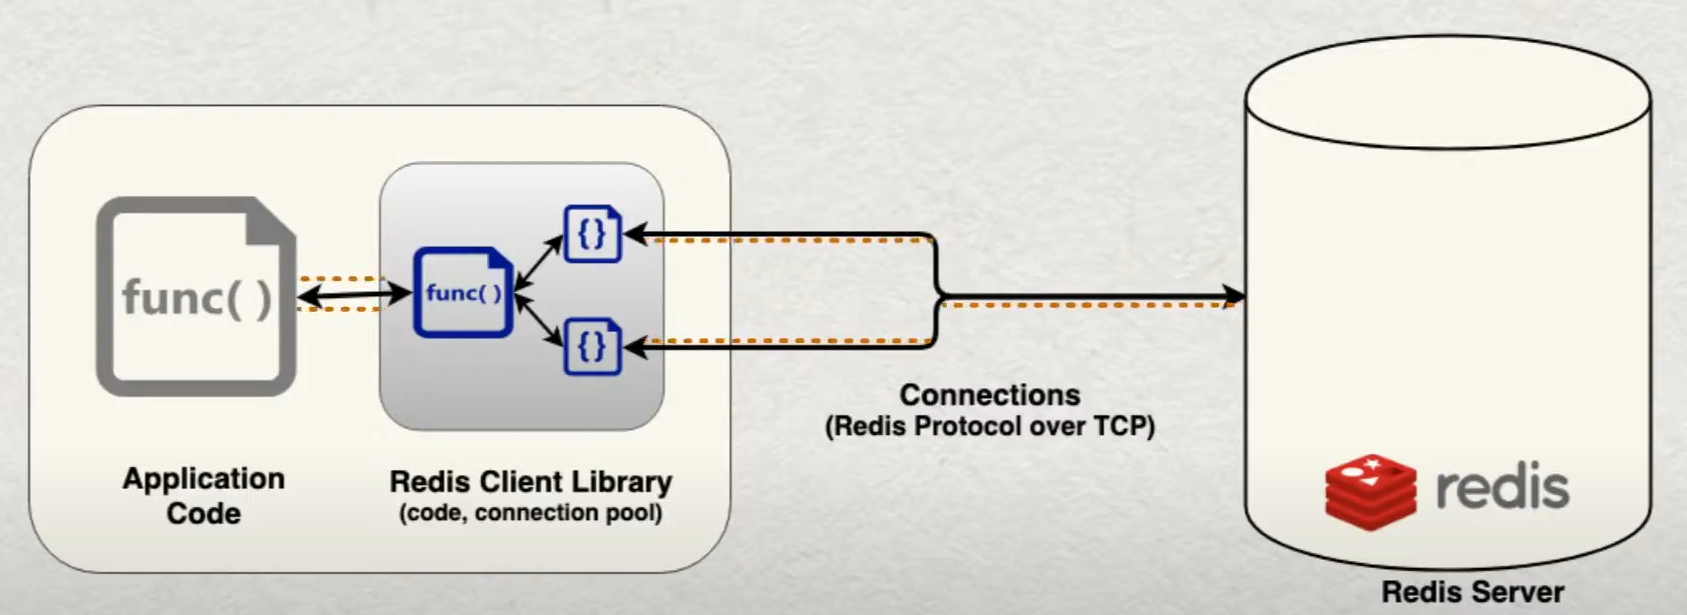 func( )
func( )
{}
{}
Application
Code
Redis Client Library
(code, connection pool)
Connections
(Redis Protocol over TCP)
redis
Redis Server